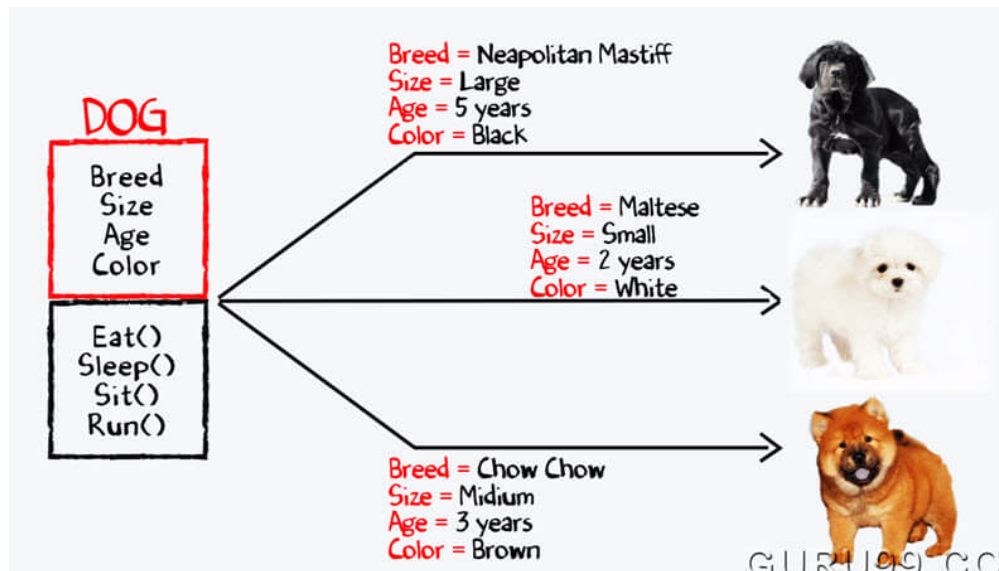 DOG
Breed
Size
Age
Color
Eat()
Sleep()
Sit()
Run()
Breed = Neapolitan Mastiff
Size = Large
Age = 5 years
Color = Black
Breed = Maltese
Size = Small
Age = 2 years
Color = White
Breed = Chow Chow
Size = Midium
Age = 3 years
Color = Brown
GURU99.CO